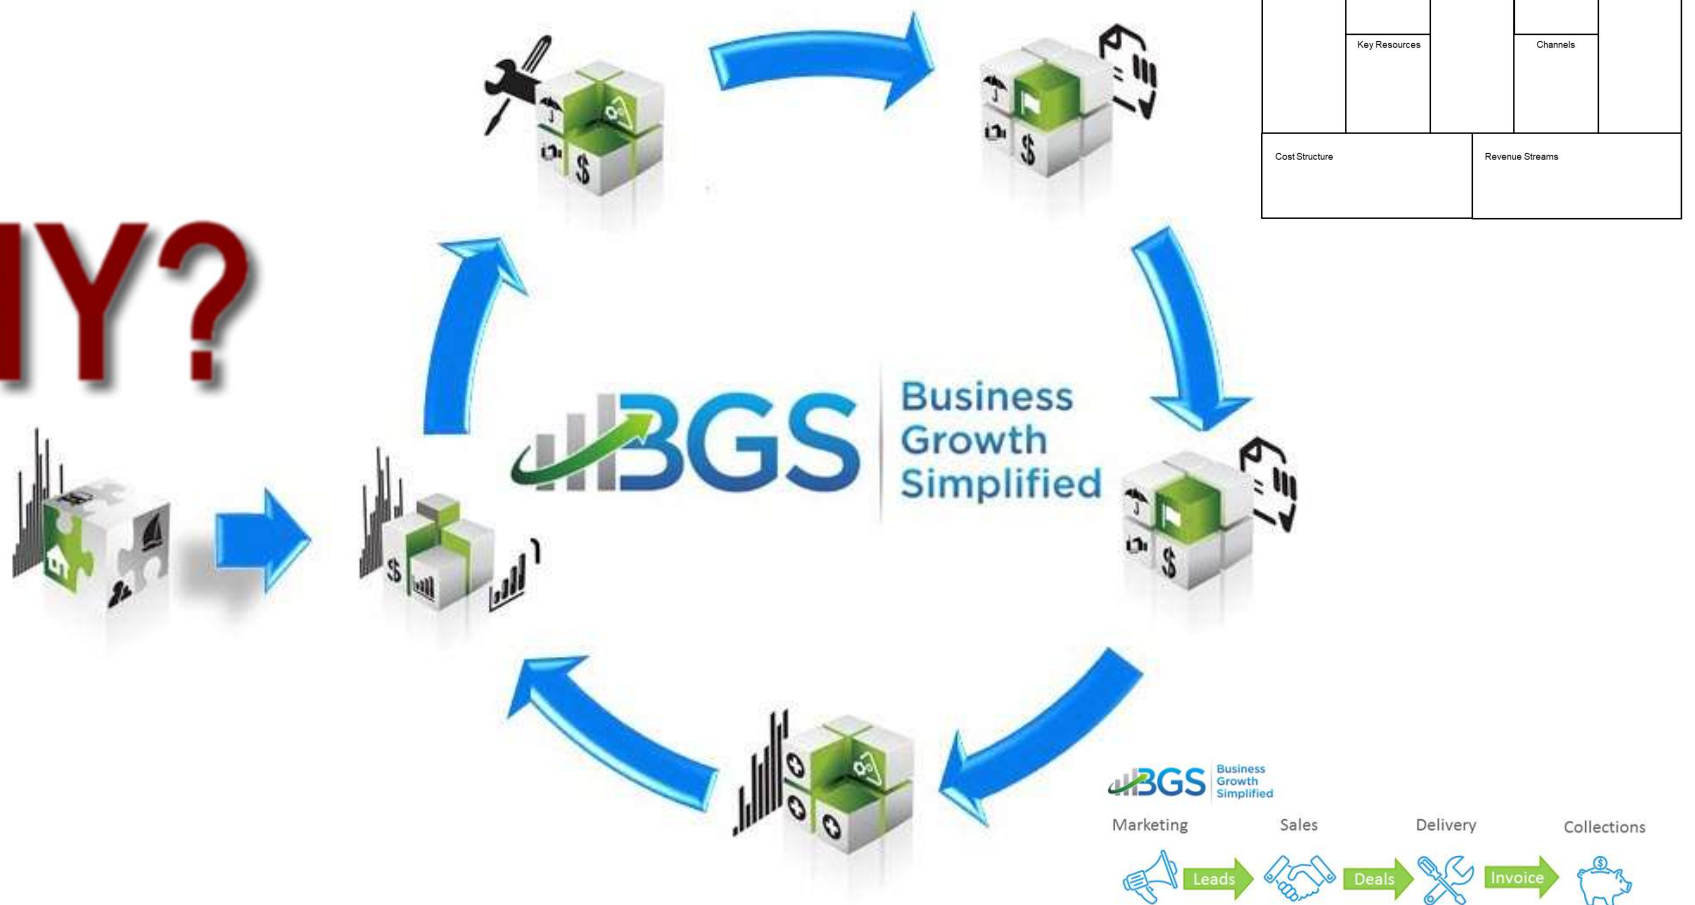 Key Resources
Channels
Cost Structure
Revenue Streams
HY?
BGS
Business
Growth
Simplified
BGS
Business
Growth
Simplified
Marketing
Sales
Delivery
Collections
Leads
Deals
Invoice